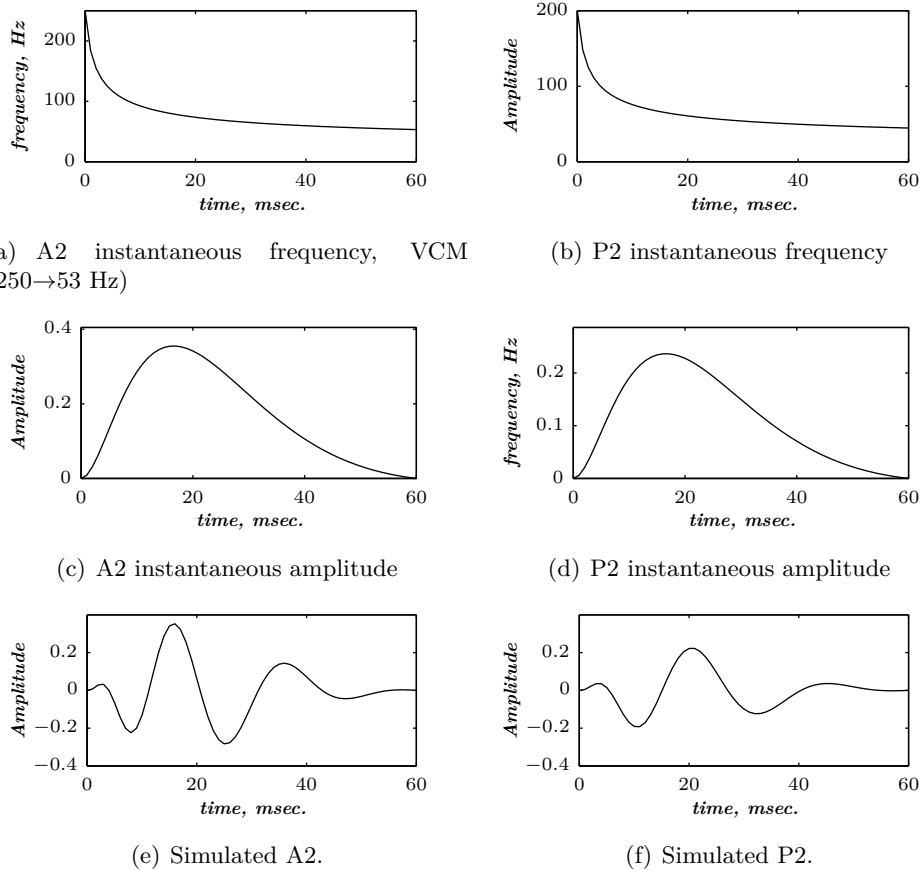 200
100
0
frequency, Hz
0 20 40 60
time, msec.
200
100
0
Amplitude
0 20 40 60
time, msec.
a) A2 instantaneous frequency, VCM
250→53 Hz)
(b) P2 instantaneous frequency
0.4
0.2
0
Amplitude
0 20 40 60
time, msec.
0.2
0.1
0
frequency, Hz
0 20 40 60
time, msec.
(c) A2 instantaneous amplitude
(d) P2 instantaneous amplitude
0.2
0
−0.2
−0.4
Amplitude
0 20 40 60
time, msec.
0.2
0
−0.2
−0.4
Amplitude
0 20 40 60
time, msec.
(e) Simulated A2.
(f) Simulated P2.